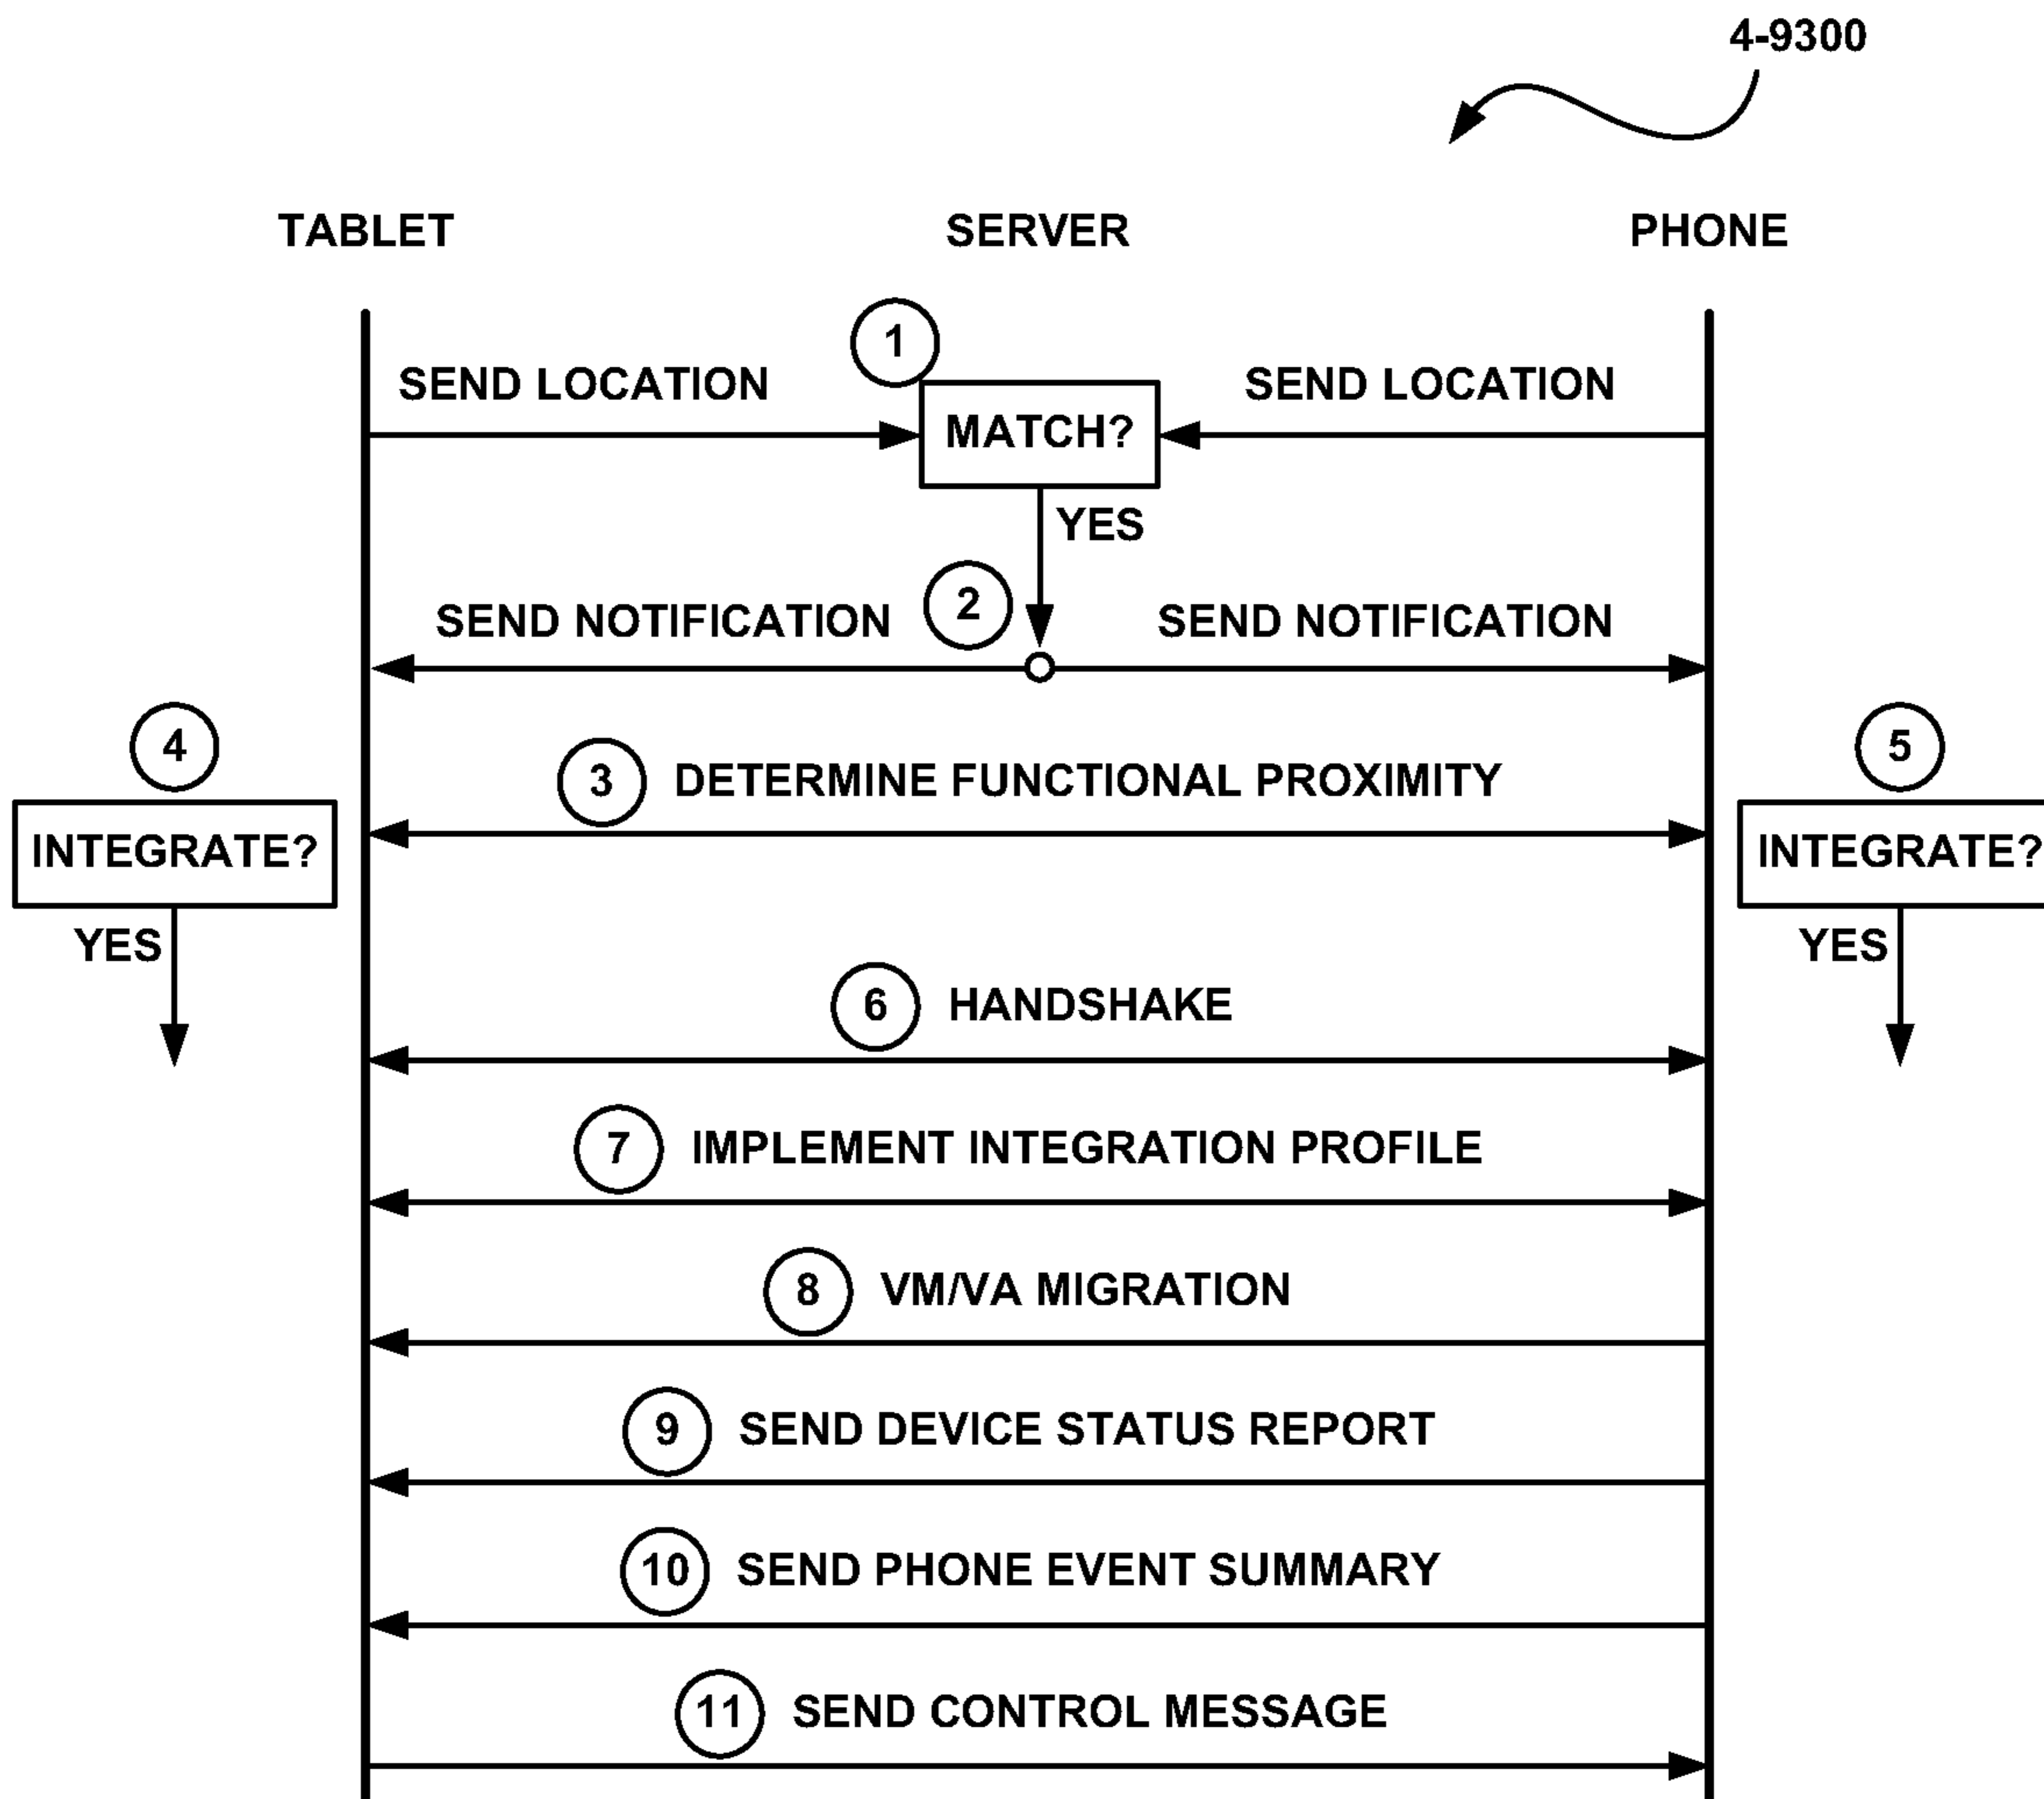 4-9300
TABLET
SERVER
PHONE
1
SEND LOCATION
MATCH?
SEND LOCATION
YES
2
SEND NOTIFICATION
SEND NOTIFICATION
4
INTEGRATE?
YES
3 DETERMINE FUNCTIONAL PROXIMITY
5
INTEGRATE?
YES
6 HANDSHAKE
7 IMPLEMENT INTEGRATION PROFILE
8 VM/VA MIGRATION
9 SEND DEVICE STATUS REPORT
10 SEND PHONE EVENT SUMMARY
11 SEND CONTROL MESSAGE